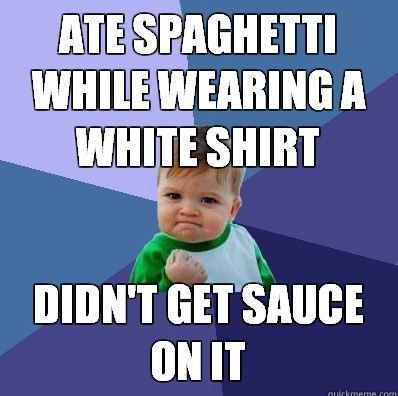 ATE SPAGHETTI
WHILE WEARING A
WHITE SHIRT
DIDN'T GET SAUCE
ON IT
quickmeme.com